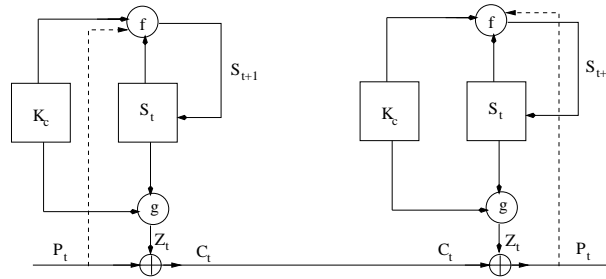 f
f
S_{t+1}
S_{t+
K_c
S_t
K_c
S_t
g
g
P_t
Z_t
C_t
C_t
Z_t
P_t